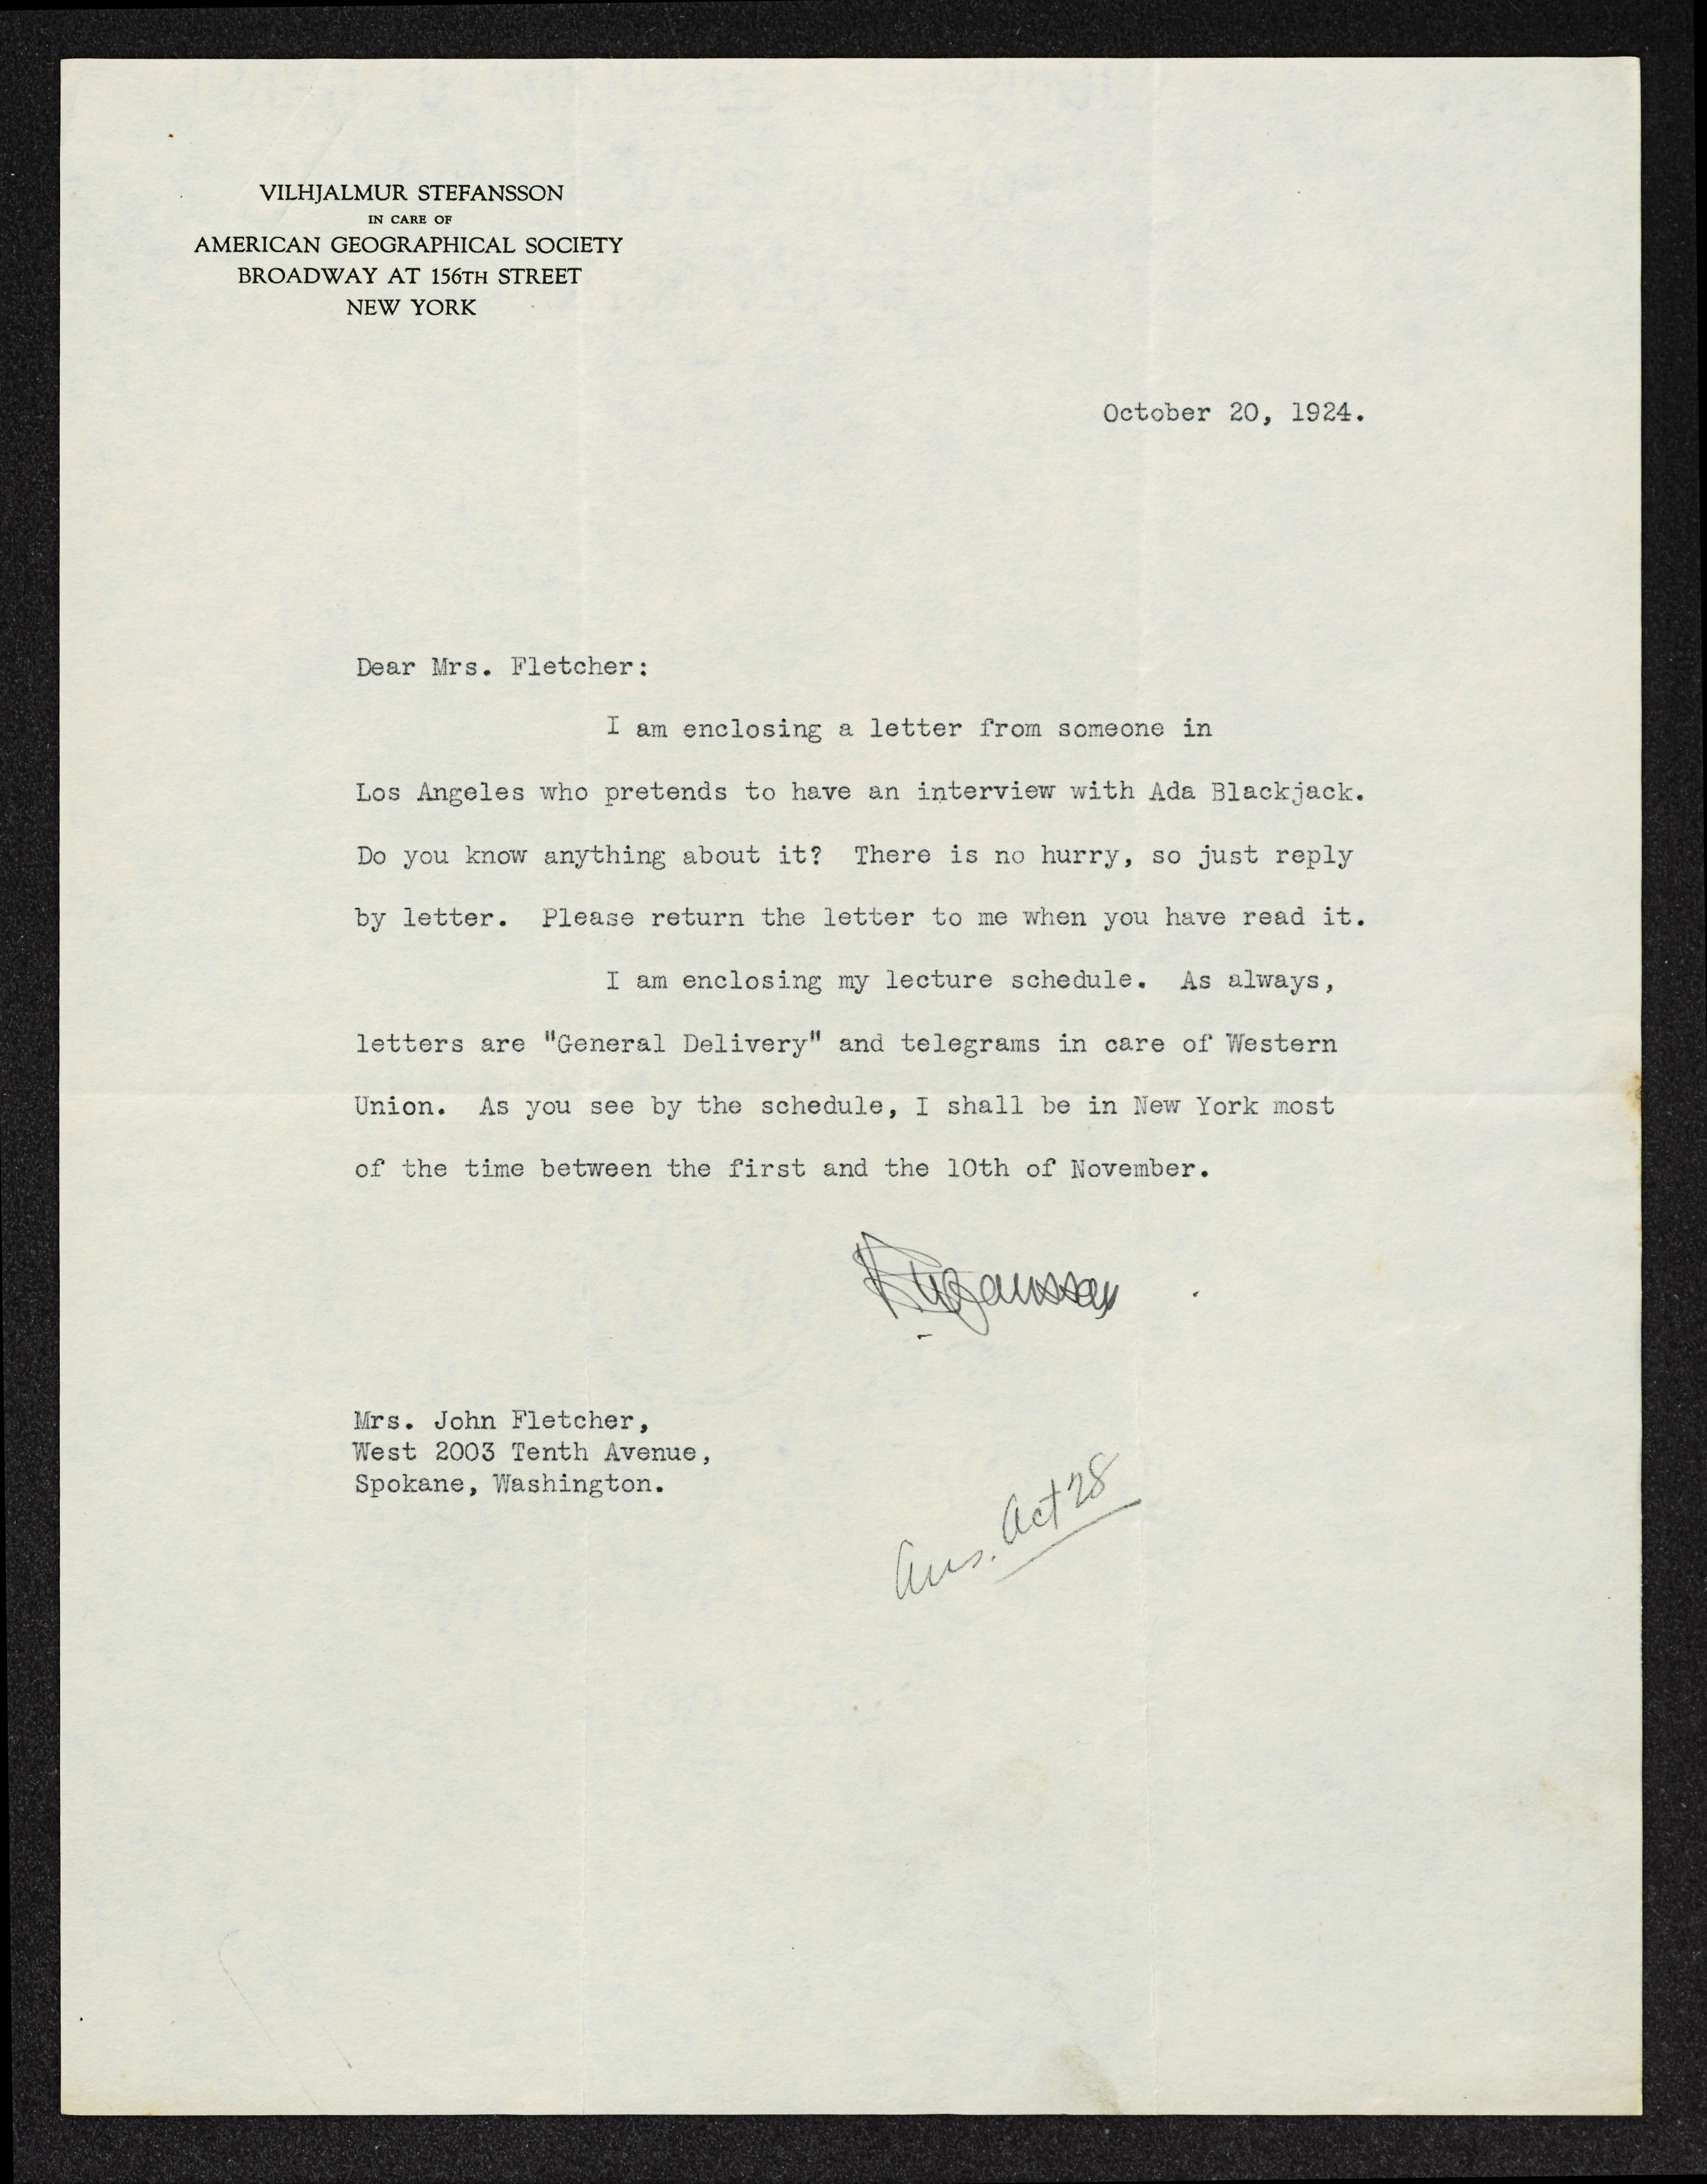 VILHJALMUR STEFANSSON
IN CARE OF
AMERICAN GEOGRAPHICAL SOCIETY
BROADWAY AT 156TH STREET
NEW YORK
October 20, 1924.
Dear Mrs. Fletcher:
I am enclosing a letter from someone in
Los Angeles who pretends to have an interview with Ada Blackjack.
Do you know anything about it? There is no hurry, so just reply
by letter. Please return the letter to me when you have read it.
I am enclosing my lecture schedule. As always,
letters are "General Delivery" and telegrams in care of Western
Union. As you see by the schedule, I shall be in New York most
of the time between the first and the 10th of November.
VStefansson
Mrs. John Fletcher,
West 2003 Tenth Avenue,
Spokane, Washington.
Ans. Oct 28